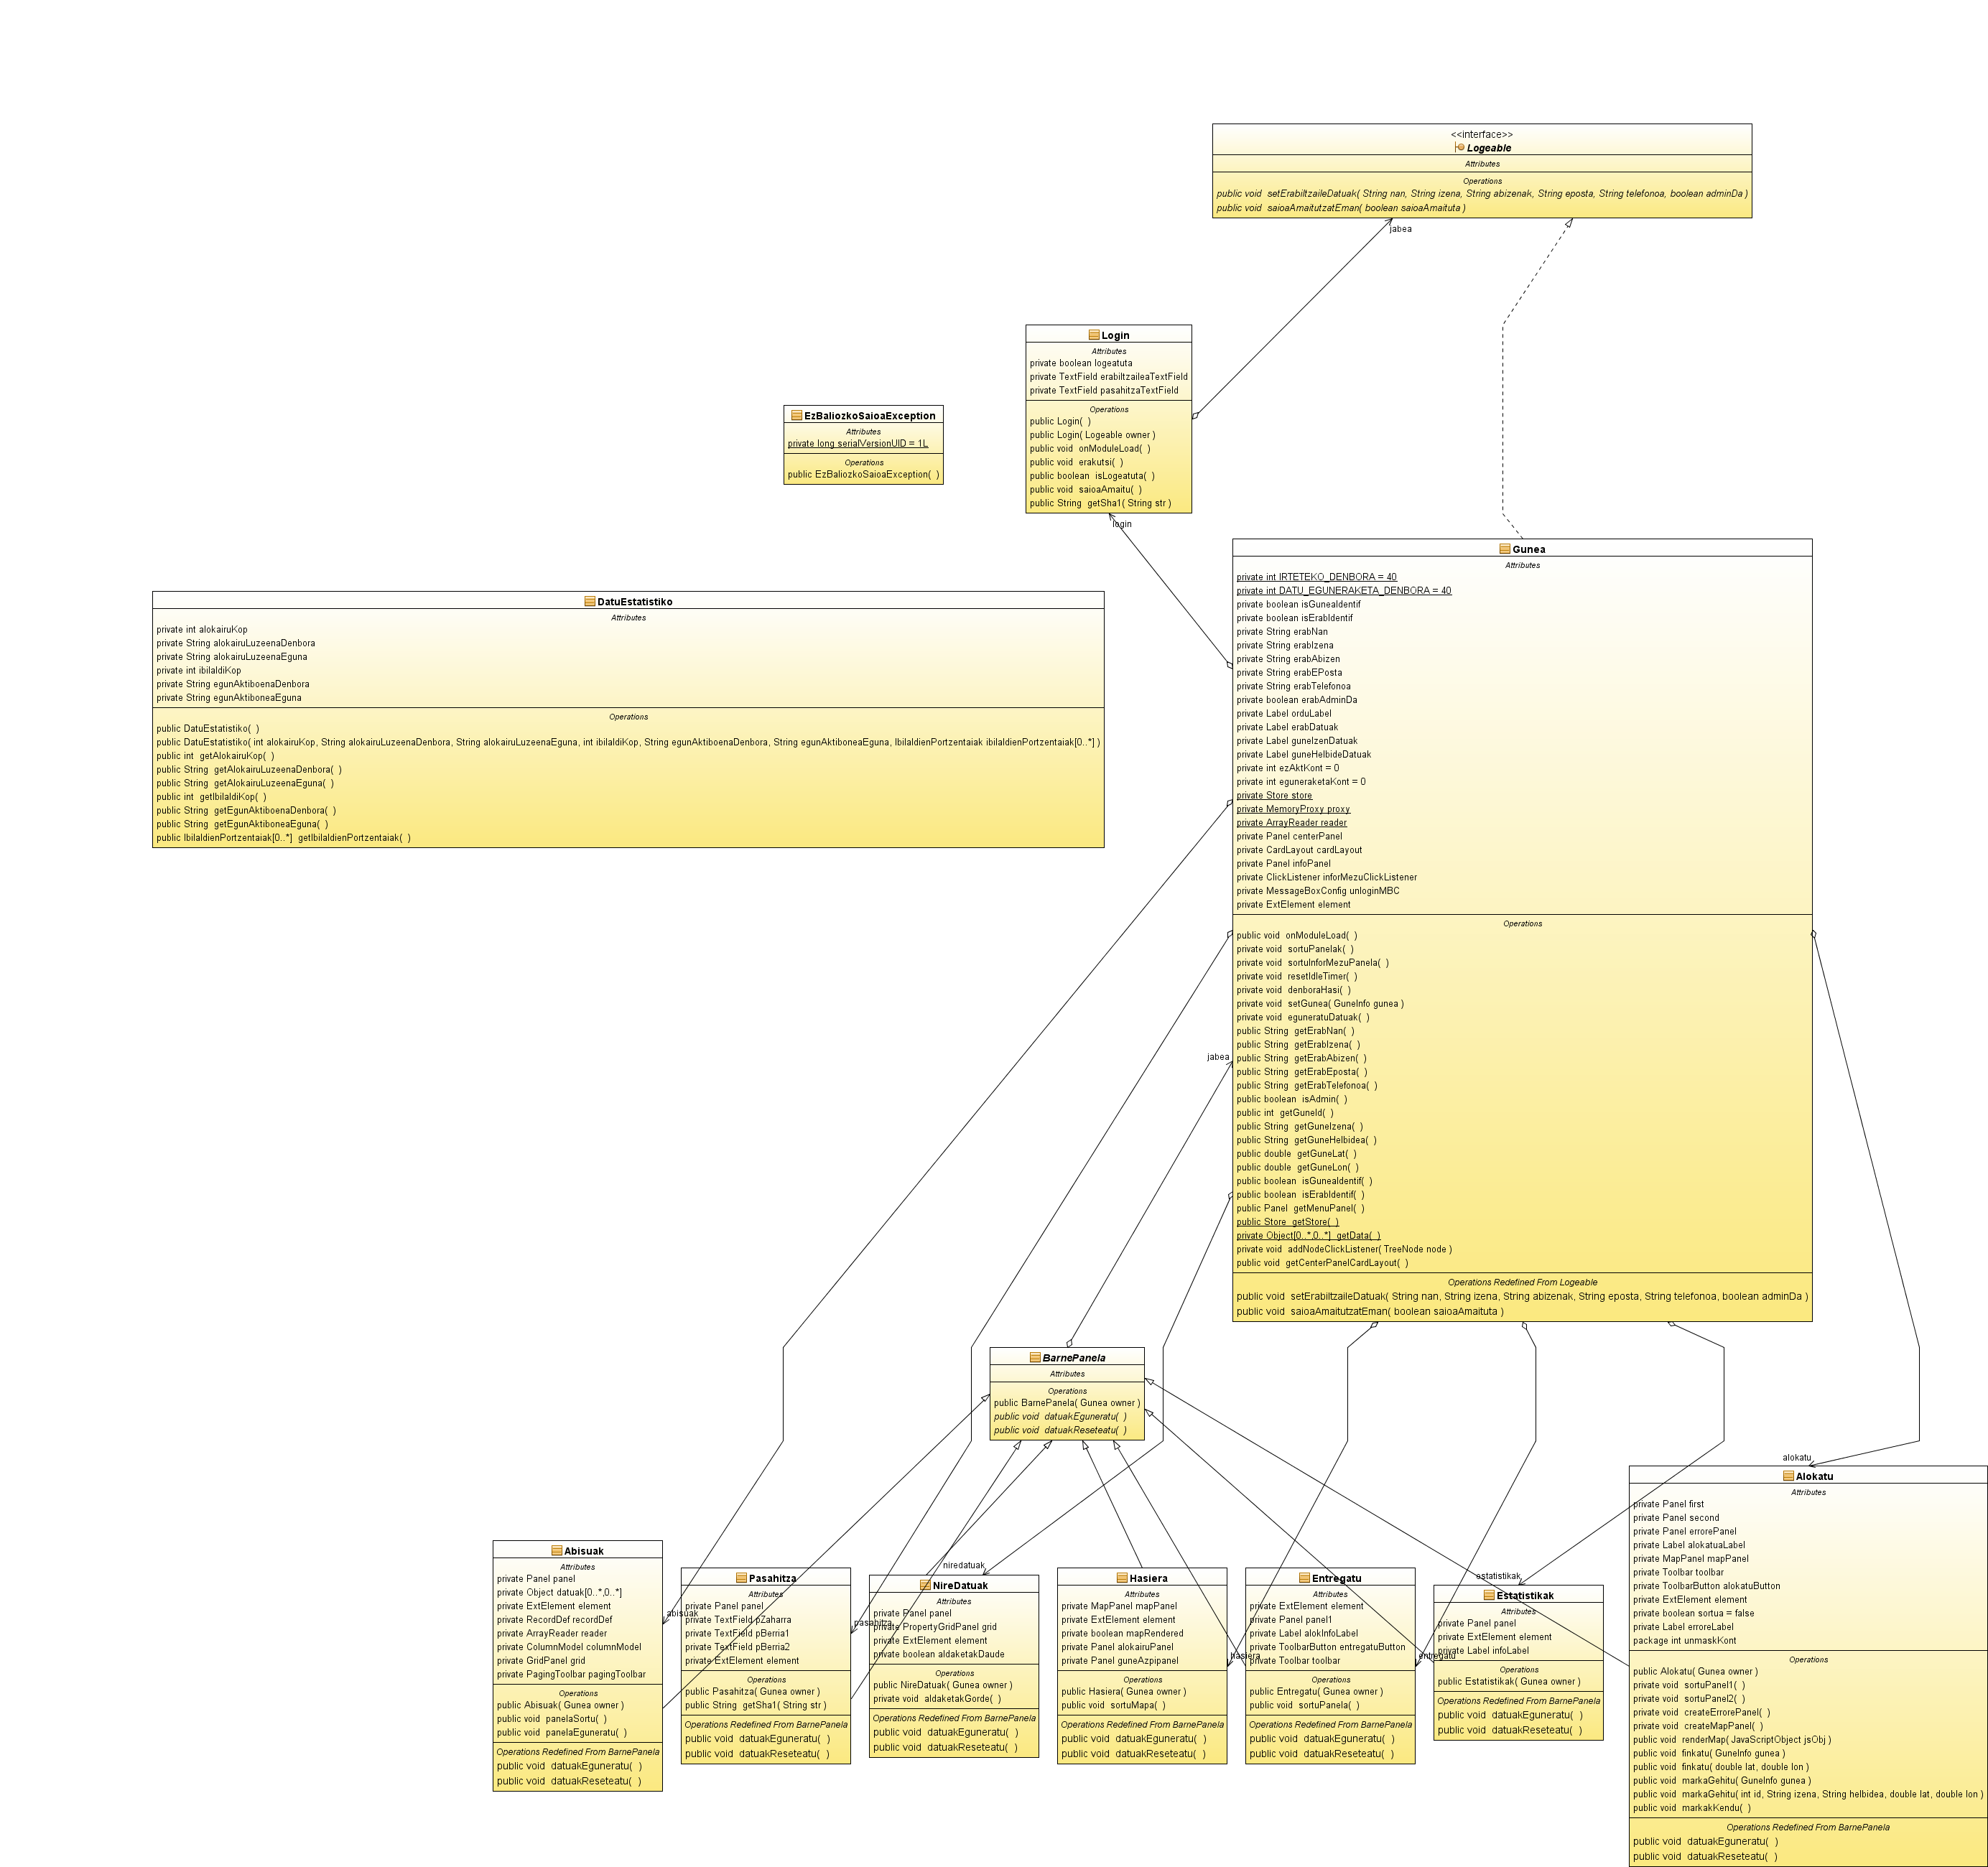 <<interface>>
Logeable
Attributes
Operations
public void setErabiltzaileDatuak( String nan, String izena, String abizenak, String eposta, String telefonoa, boolean adminDa )
public void saioaAmaitutzatEman( boolean saioaAmaituta )
jabea
Login
Attributes
private boolean logeatuta
private TextField erabiltzaileaTextField
private TextField pasahitzaTextField
Operations
public Login( )
public Login( Logeable owner )
public void onModuleLoad( )
public void erakutsi( )
public boolean isLogeatuta( )
public void saioaAmaitu( )
public String getSha1( String str )
login
EzBaliozkoSaioaException
Attributes
private long serialVersionUID = 1L
Operations
public EzBaliozkoSaioaException( )
DatuEstatistiko
Attributes
private int alokairuKop
private String alokairuLuzeenaDenbora
private String alokairuLuzeenaEguna
private int ibilaldiKop
private String egunAktiboenaDenbora
private String egunAktiboneaEguna
Operations
public DatuEstatistiko( )
public DatuEstatistiko( int alokairuKop, String alokairuLuzeenaDenbora, String alokairuLuzeenaEguna, int ibilaldiKop, String egunAktiboenaDenbora, String egunAktiboneaEguna, IbilaldienPortzentaiak ibilaldienPortzentaiak[0..*] )
public int getAlokairuKop( )
public String getAlokairuLuzeenaDenbora( )
public String getAlokairuLuzeenaEguna( )
public int getIbilaldiKop( )
public String getEgunAktiboenaDenbora( )
public String getEgunAktiboneaEguna( )
public IbilaldienPortzentaiak[0..*] getIbilaldienPortzentaiak( )
Gunea
Attributes
private int IRTETEKO_DENBORA = 40
private int DATU_EGUNERAKETA_DENBORA = 40
private boolean isGuneaIdentif
private boolean isErabIdentif
private String erabNan
private String erabIzena
private String erabAbizen
private String erabEPosta
private String erabTelefonoa
private boolean erabAdminDa
private Label orduLabel
private Label erabDatuak
private Label guneIzenDatuak
private Label guneHelbideDatuak
private int ezAktKont = 0
private int eguneraketaKont = 0
private Store store
private MemoryProxy proxy
private ArrayReader reader
private Panel centerPanel
private CardLayout cardLayout
private Panel infoPanel
private ClickListener inforMezuClickListener
private MessageBoxConfig unloginMBC
private ExtElement element
Operations
public void onModuleLoad( )
private void sortuPanelak( )
private void sortuInforMezuPanela( )
private void resetIdleTimer( )
private void denboraHasi( )
private void setGunea( GuneInfo gunea )
private void eguneratuDatuak( )
public String getErabNan( )
public String getErabIzena( )
public String getErabAbizen( )
public String getErabEposta( )
public String getErabTelefonoa( )
public boolean isAdmin( )
public int getGuneId( )
public String getGuneIzena( )
public String getGuneHelbidea( )
public double getGuneLat( )
public double getGuneLon( )
public boolean isGuneaIdentif( )
public boolean isErabIdentif( )
public Panel getMenuPanel( )
public Store getStore( )
private Object[0..*,0..*] getData( )
private void addNodeClickListener( TreeNode node )
public void getCenterPanelCardLayout( )
Operations Redefined From Logeable
public void setErabiltzaileDatuak( String nan, String izena, String abizenak, String eposta, String telefonoa, boolean adminDa )
public void saioaAmaitutzatEman( boolean saioaAmaituta )
jabea
BarnePanela
Attributes
Operations
public BarnePanela( Gunea owner )
public void datuakEguneratu( )
public void datuakReseteatu( )
Abisuak
Attributes
private Panel panel
private Object datuak[0..*,0..*]
private ExtElement element
private RecordDef recordDef
private ArrayReader reader
private ColumnModel columnModel
private GridPanel grid
private PagingToolbar pagingToolbar
Operations
public Abisuak( Gunea owner )
public void panelaSortu( )
public void panelaEguneratu( )
Operations Redefined From BarnePanela
public void datuakEguneratu( )
public void datuakReseteatu( )
abisuak
Pasahitza
Attributes
private Panel panel
private TextField pZaharra
private TextField pBerria1
private TextField pBerria2
private ExtElement element
Operations
public Pasahitza( Gunea owner )
public String getSha1( String str )
Operations Redefined From BarnePanela
public void datuakEguneratu( )
public void datuakReseteatu( )
pasahitza
niredatuak
NireDatuak
Attributes
private Panel panel
private PropertyGridPanel grid
private ExtElement element
private boolean aldaketakDaude
Operations
public NireDatuak( Gunea owner )
private void aldaketakGorde( )
Operations Redefined From BarnePanela
public void datuakEguneratu( )
public void datuakReseteatu( )
Hasiera
Attributes
private MapPanel mapPanel
private ExtElement element
private boolean mapRendered
private Panel alokairuPanel
private Panel guneAzpipanel
Operations
public Hasiera( Gunea owner )
public void sortuMapa( )
Operations Redefined From BarnePanela
public void datuakEguneratu( )
public void datuakReseteatu( )
hasiera
Entregatu
Attributes
private ExtElement element
private Panel panel1
private Label alokInfoLabel
private ToolbarButton entregatuButton
private Toolbar toolbar
Operations
public Entregatu( Gunea owner )
public void sortuPanela( )
Operations Redefined From BarnePanela
public void datuakEguneratu( )
public void datuakReseteatu( )
entregatu
estatistikak
Estatistikak
Attributes
private Panel panel
private ExtElement element
private Label infoLabel
Operations
public Estatistikak( Gunea owner )
Operations Redefined From BarnePanela
public void datuakEguneratu( )
public void datuakReseteatu( )
alokatu
Alokatu
Attributes
private Panel first
private Panel second
private Panel errorePanel
private Label alokatuaLabel
private MapPanel mapPanel
private Toolbar toolbar
private ToolbarButton alokatuButton
private ExtElement element
private boolean sortua = false
private Label erroreLabel
package int unmaskKont
Operations
public Alokatu( Gunea owner )
private void sortuPanel1( )
private void sortuPanel2( )
private void createErrorePanel( )
private void createMapPanel( )
public void renderMap( JavaScriptObject jsObj )
public void finkatu( GuneInfo gunea )
public void finkatu( double lat, double lon )
public void markaGehitu( GuneInfo gunea )
public void markaGehitu( int id, String izena, String helbidea, double lat, double lon )
public void markakKendu( )
Operations Redefined From BarnePanela
public void datuakEguneratu( )
public void datuakReseteatu( )